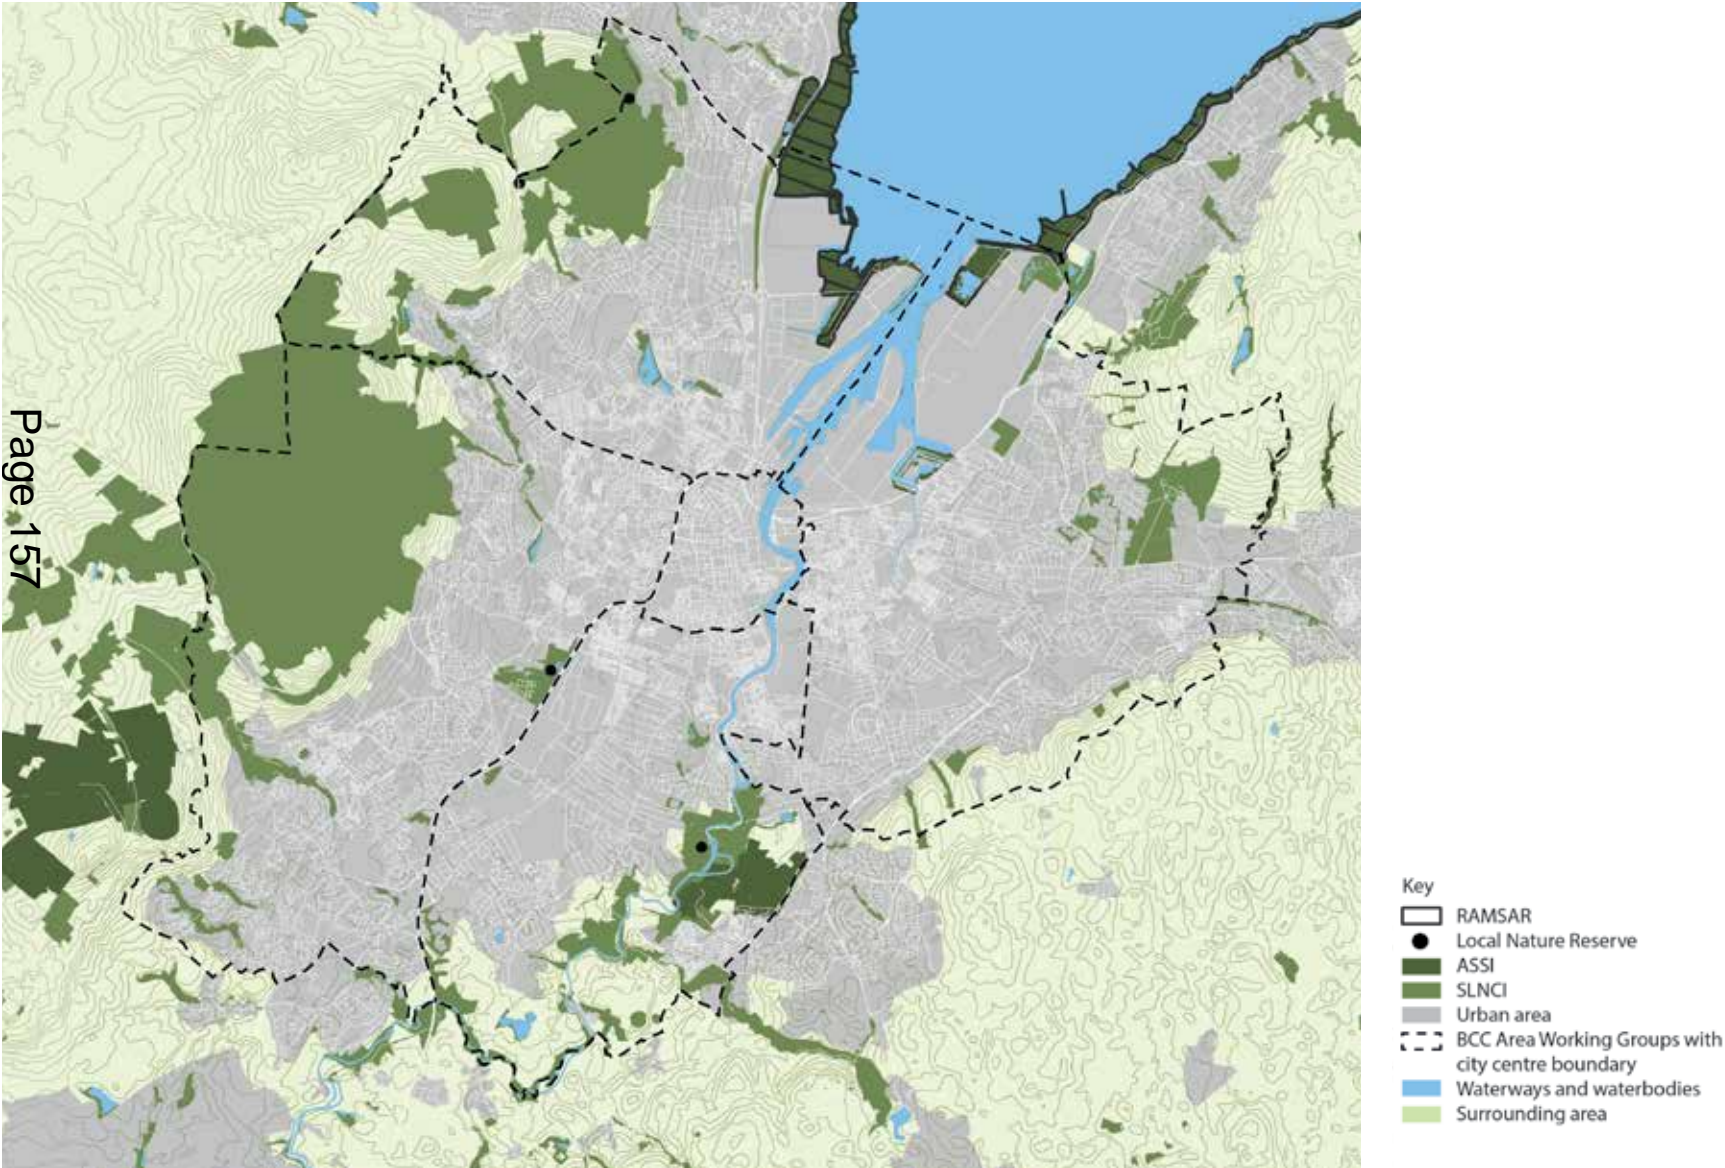 Page 157
Key
RAMSAR
Local Nature Reserve
ASSI
SLNCI
Urban area
BCC Area Working Groups with
city centre boundary
Waterways and waterbodies
Surrounding area